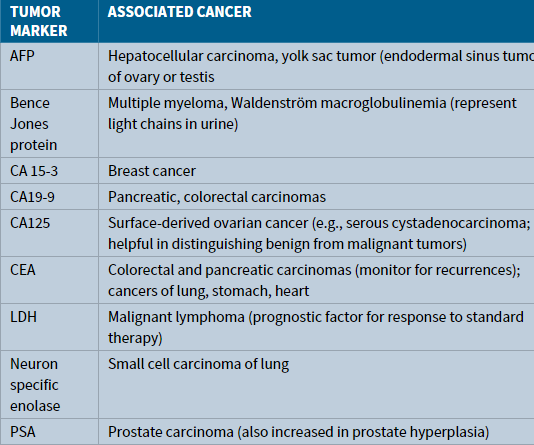 TUMOR MARKER ASSOCIATED CANCER
AFP Hepatocellular carcinoma, yolk sac tumor (endodermal sinus
of ovary or testis
Bence Jones protein Multiple myeloma, Waldenström macroglobulinemia (represent
light chains in urine)
CA 15-3 Breast cancer
CA19-9 Pancreatic, colorectal carcinomas
CA125 Surface-derived ovarian cancer (e.g., serous cystadenocarcinoma;
helpful in distinguishing benign from malignant tumors)
CEA Colorectal and pancreatic carcinomas (monitor for recurrences);
cancers of lung, stomach, heart
LDH Malignant lymphoma (prognostic factor for response to standard
therapy)
Neuron specific enolase Small cell carcinoma of lung
PSA Prostate carcinoma (also increased in prostate hyperplasia)